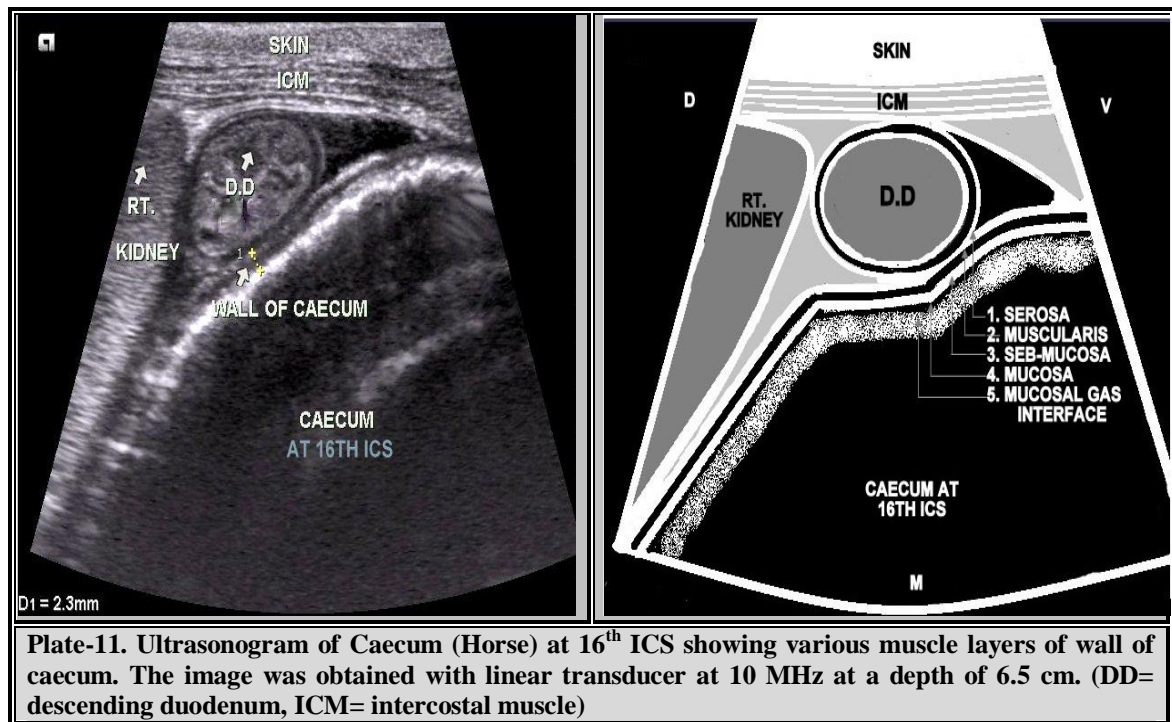 SKIN
ICM
D.D
RT.
KIDNEY
1
WALL OF CAECUM
CAECUM
AT 16TH ICS
D1 = 2.3mm
SKIN
D
ICM
V
RT.
KIDNEY
D.D
1. SEROSA
2. MUSCULARIS
3. SEB-MUCOSA
4. MUCOSA
5. MUCOSAL GAS
INTERFACE
CAECUM AT
16TH ICS
M
Plate-11. Ultrasonogram of Caecum (Horse) at 16th ICS showing various muscle layers of wall of
caecum. The image was obtained with linear transducer at 10 MHz at a depth of 6.5 cm. (DD=
descending duodenum, ICM= intercostal muscle)